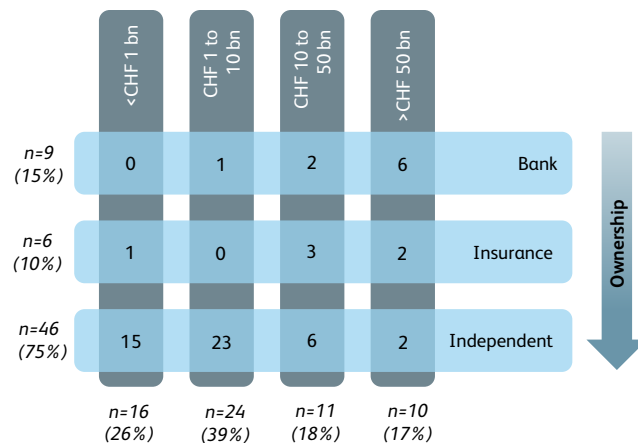 <CHF 1 bn
CHF 1 to
10 bn
CHF 10 to
50 bn
>CHF 50 bn
n=9
(15%)
0 1 2 6 Bank
n=6
(10%)
1 0 3 2 Insurance
n=46
(75%)
15 23 6 2 Independent
Ownership
n=16 n=24 n=11 n=10
(26%) (39%) (18%) (17%)